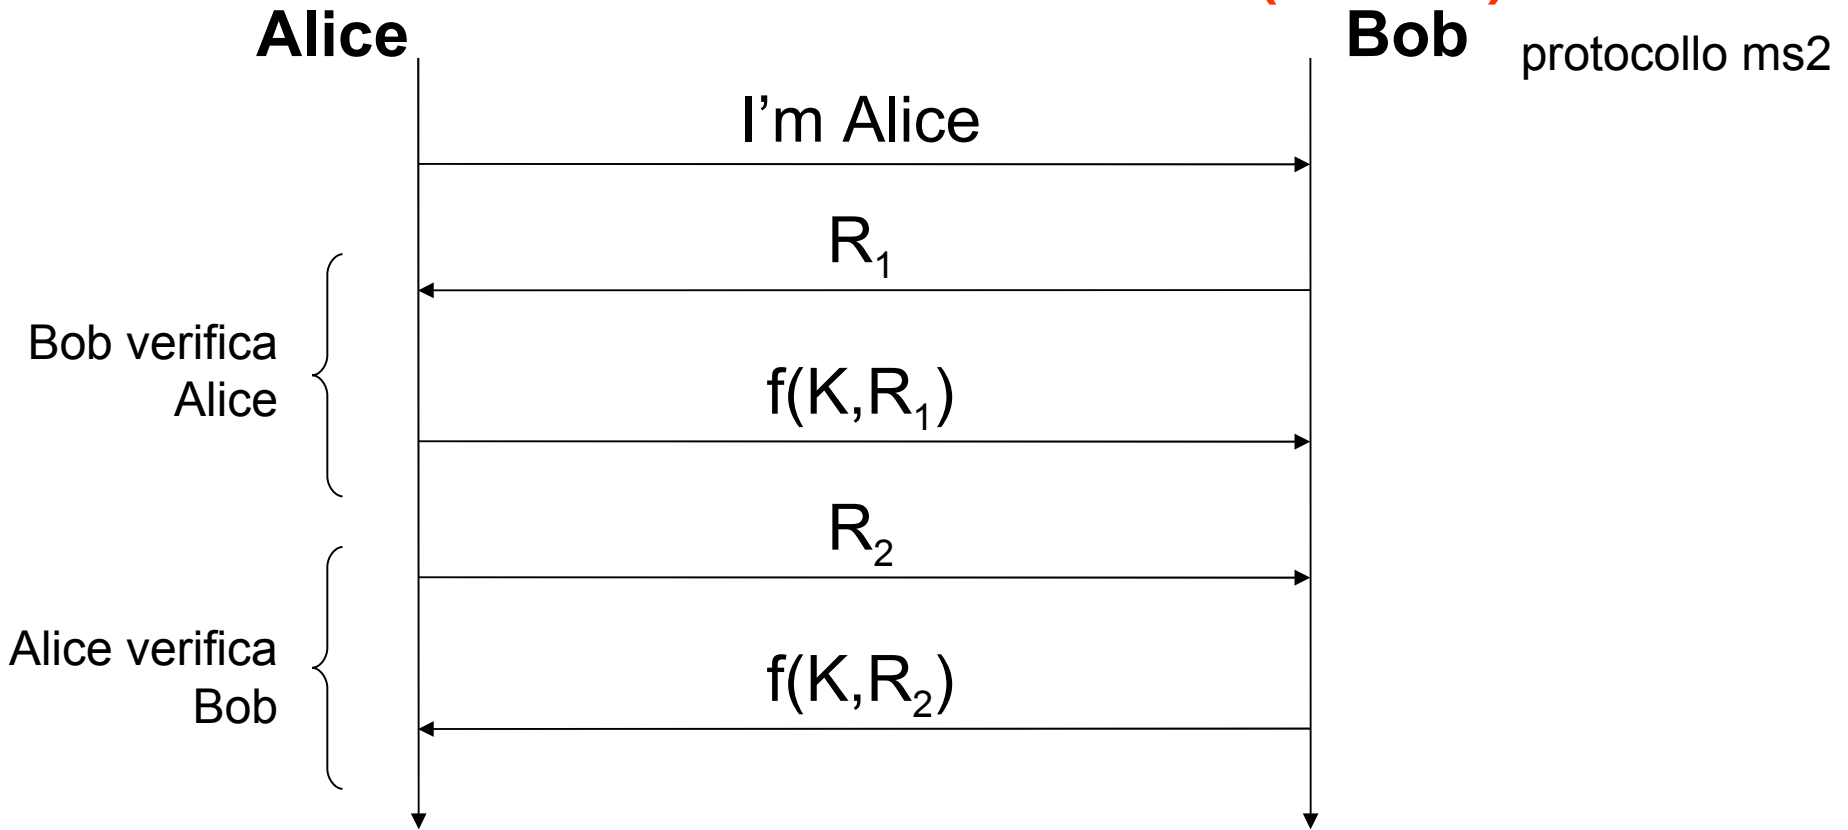 Alice
Bob
protocollo ms2
I'm Alice
R₁
Bob verifica
Alice
f(K,R₁)
R₂
Alice verifica
Bob
f(K,R₂)